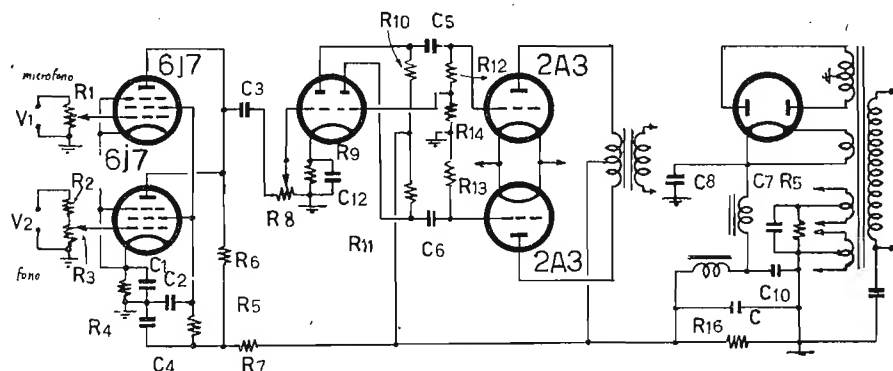 microfono
R1
V1
6j7
6j7
R2
V2
R3
fono
C1
C2
R4
C4
R5
R6
R7
C3
R8
R9
C12
R10
C5
R12
R14
R13
R11
C6
2A3
2A3
C8
C7
R5
C10
C
R16